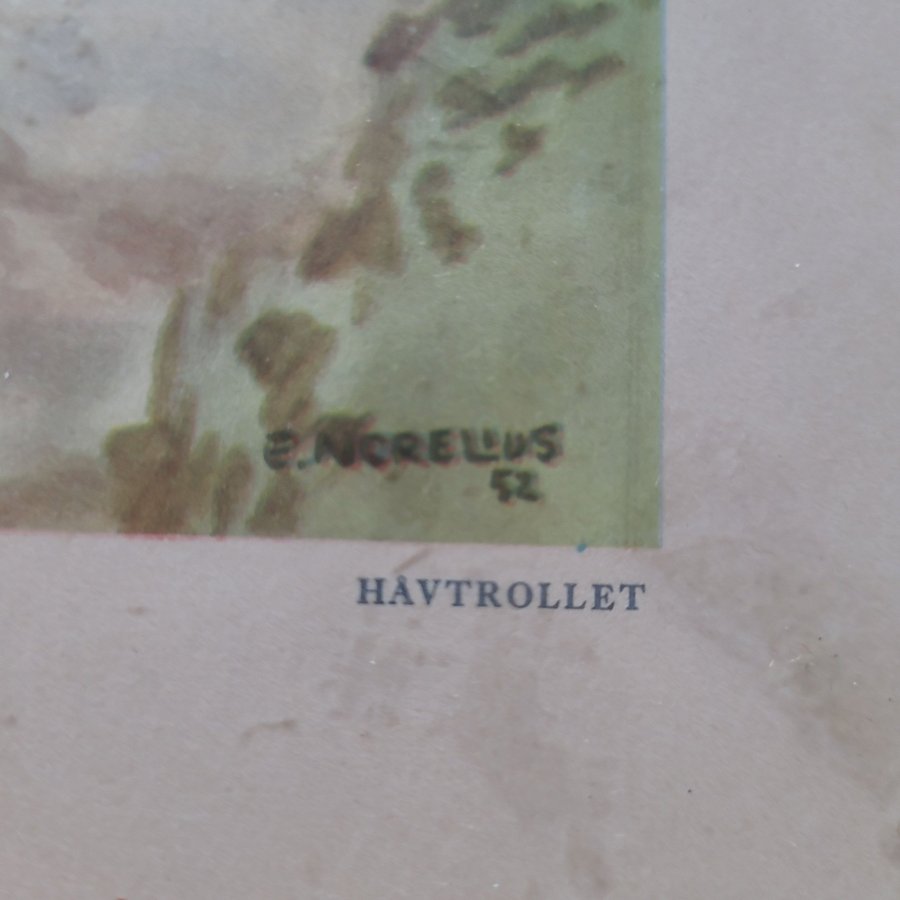 E. NORELIUS
52
HÅVTROLLET